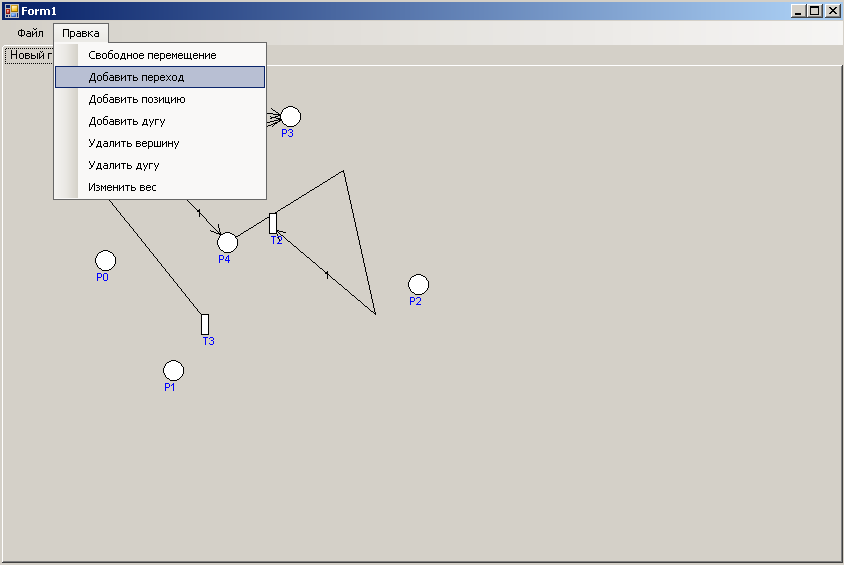 Form1
Файл Правка
Новый г
Свободное перемещение
Добавить переход
Добавить позицию
Добавить дугу
Удалить вершину
Удалить дугу
Изменить вес
P3
1
T2
P4
P0
1
P2
T3
P1